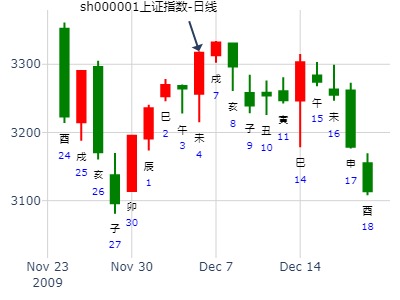 sh000001上证指数-日线
3300
3200
3100
酉
24
戌
25
亥
26
子
27
卯
30
辰
1
巳
2
午
3
未
4
戌
7
亥
8
子
9
丑
10
寅
11
巳
14
午
15
未
16
申
17
酉
18
Nov 23
2009
Nov 30
Dec 7
Dec 14